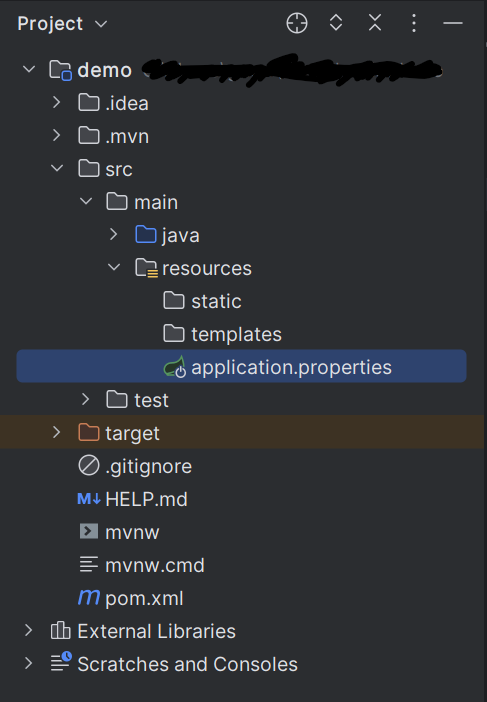 Project
demo
.idea
.mvn
src
main
java
resources
static
templates
application.properties
test
target
.gitignore
M↓ HELP.md
mvnw
mvnw.cmd
m pom.xml
External Libraries
Scratches and Consoles